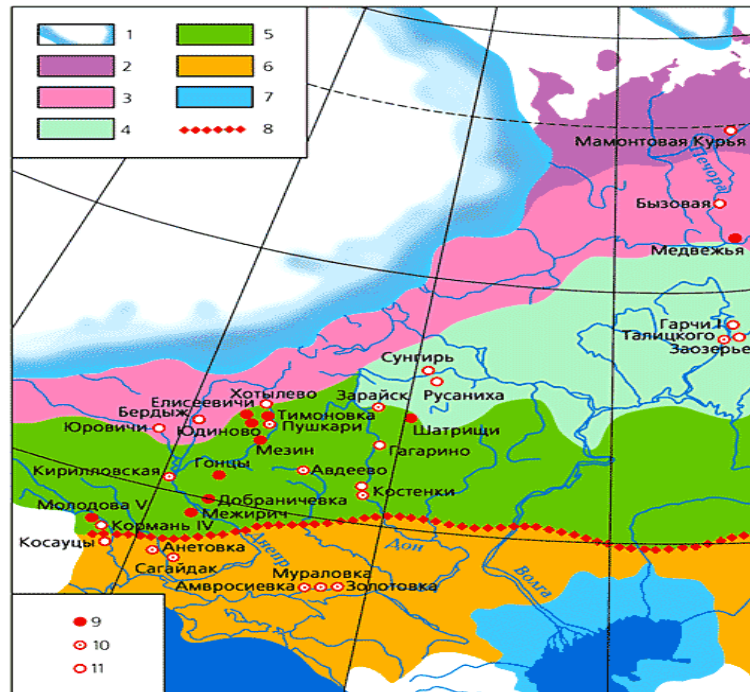 1 5
2 6
3 7
4 8
Мамонтовая Курья
Печора
Бызовая
Медвежья
Гарчи I
Талицкого
Заозерье
Сунгирь
Русаниха
Хотылево
Зарайск
Елисеевичи
Бердыж
Тимоновка
Юровичи
Юдиново
Пушкари
Шатрищи
Мезин
Гагарино
Гонцы
Кириловская
Авдеево
Костенки
Добраничевка
Молодова V
Межирич
Кормань IV
Косауцы
Анетовка
Днепр
Дон
Сагайдак
Мураловка
Волга
Амвросиевка
Золотовка
9
10
11